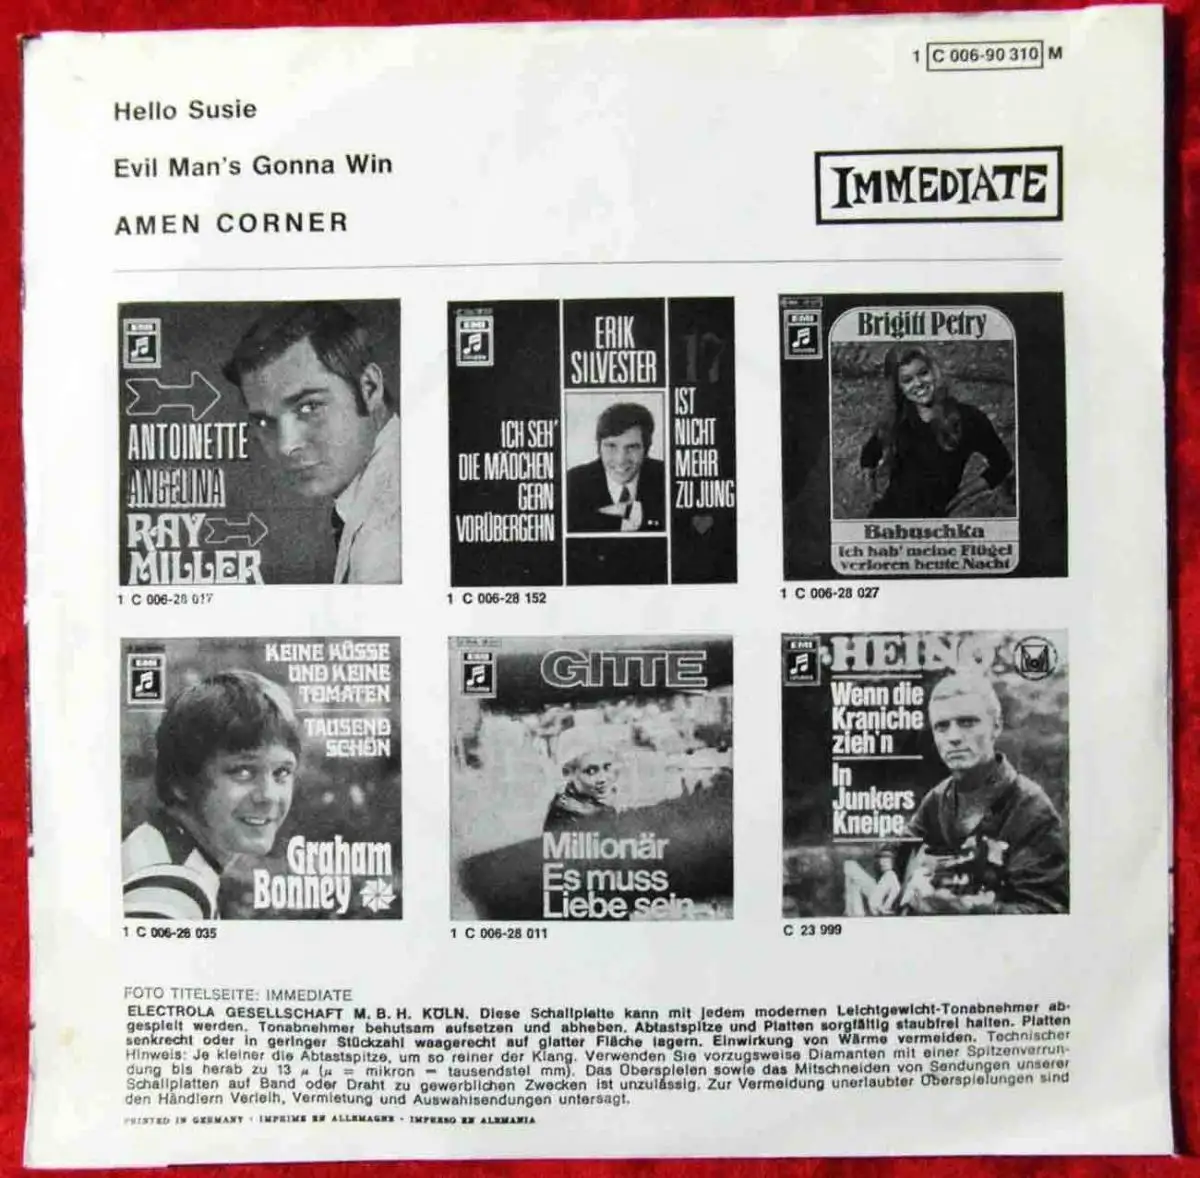 1 C 006-90 310 M
Hello Susie
Evil Man's Gonna Win
AMEN CORNER
IMMEDIATE
EMI
ANTOINETTE
ANGELINA
RAY
MILLER
1 C 006-28 017
EMI
ERIK
SILVESTER
ICH SEH'
DIE MÄDCHEN
GERN
VORÜBERGEHN
17
IST
NICHT
MEHR
ZU JUNG
1 C 006-28 152
EMI
Brigitt Petry
Babuschka
Ich hab' meine Flügel
verloren heute Nacht
1 C 006-28 027
EMI
KEINE KÜSSE
UND KEINE
TOMATEN
TAUSEND
SCHÖN
Graham
Bonney
1 C 006-28 035
EMI
GITTE
Millionär
Es muss
Liebe sein
1 C 006-28 011
EMI
HEINO
Wenn die
Kraniche
zieh'n
In
Junkers
Kneipe
C 23 999
FOTO TITELSEITE: IMMEDIATE
ELECTROLA GESELLSCHAFT M. B. H. KÖLN. Diese Schallplatte kann mit jedem modernen Leichtgewicht-Tonabnehmer ab-
gespielt werden. Tonabnehmer behutsam aufsetzen und abheben. Abtastspitze und Platten sorgfältig staubfrei halten. Platten
senkrecht oder in geringer Stückzahl waagerecht auf glatter Fläche lagern. Einwirkung von Wärme vermeiden. Technischer
Hinweis: Je kleiner die Abtastspitze, um so reiner der Klang. Verwenden Sie vorzugsweise Diamanten mit einer Spitzenverrun-
dung bis herab zu 13 µ (µ = mikron = tausendstel mm). Das Überspielen sowie das Mitschneiden von Sendungen unserer
Schallplatten auf Band oder Draht zu gewerblichen Zwecken ist unzulässig. Zur Vermeidung unerlaubter Überspielungen sind
den Händlern Verleih, Vermietung und Auswahlsendungen untersagt.
PRINTED IN GERMANY · IMPRIME EN ALLEMAGNE · IMPRESO EN ALEMANIA